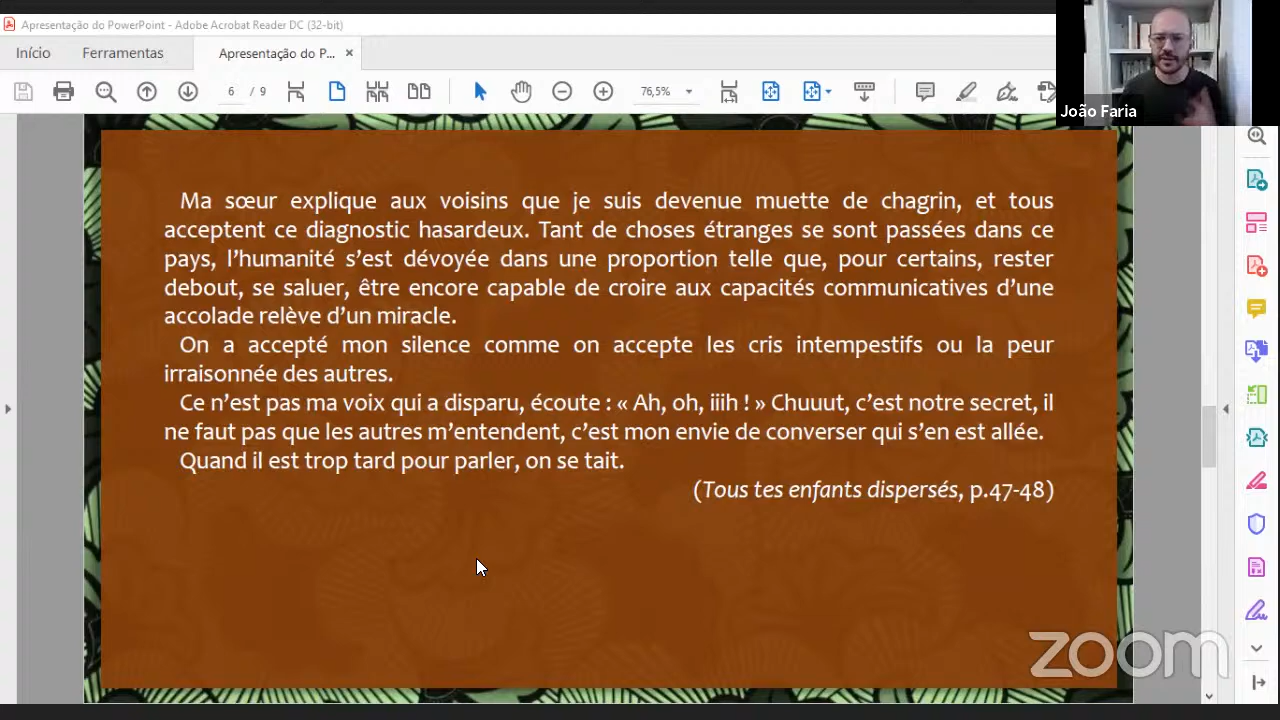 Apresentação do PowerPoint - Adobe Acrobat Reader DC (32-bit)
Início
Ferramentas
Apresentação do P...
×
6 / 9
76,5%
João Faria
Ma sœur explique aux voisins que je suis devenue muette de chagrin, et tous
acceptent ce diagnostic hasardeux. Tant de choses étranges se sont passées dans ce
pays, l’humanité s’est dévoyée dans une proportion telle que, pour certains, rester
debout, se saluer, être encore capable de croire aux capacités communicatives d’une
accolade relève d’un miracle.
On a accepté mon silence comme on accepte les cris intempestifs ou la peur
irraisonnée des autres.
Ce n’est pas ma voix qui a disparu, écoute : « Ah, oh, iiih ! » Chuuut, c’est notre secret, il
ne faut pas que les autres m’entendent, c’est mon envie de converser qui s’en est allée.
Quand il est trop tard pour parler, on se tait.
(Tous tes enfants dispersés, p.47-48)
zoom